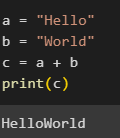 a = "Hello"
b = "World"
c = a + b
print(c)
HelloWorld